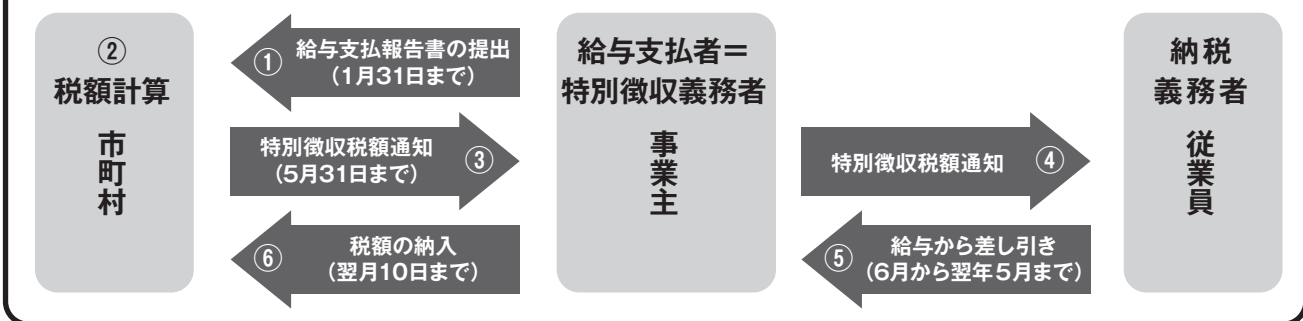 ②
税額計算
市町村
① 給与支払報告書の提出
（1月31日まで）
特別徴収税額通知
（5月31日まで） ③
⑥ 税額の納入
（翌月10日まで）
給与支払者＝
特別徴収義務者
事業主
特別徴収税額通知 ④
⑤ 給与から差し引き
（6月から翌年5月まで）
納税
義務者
従業員